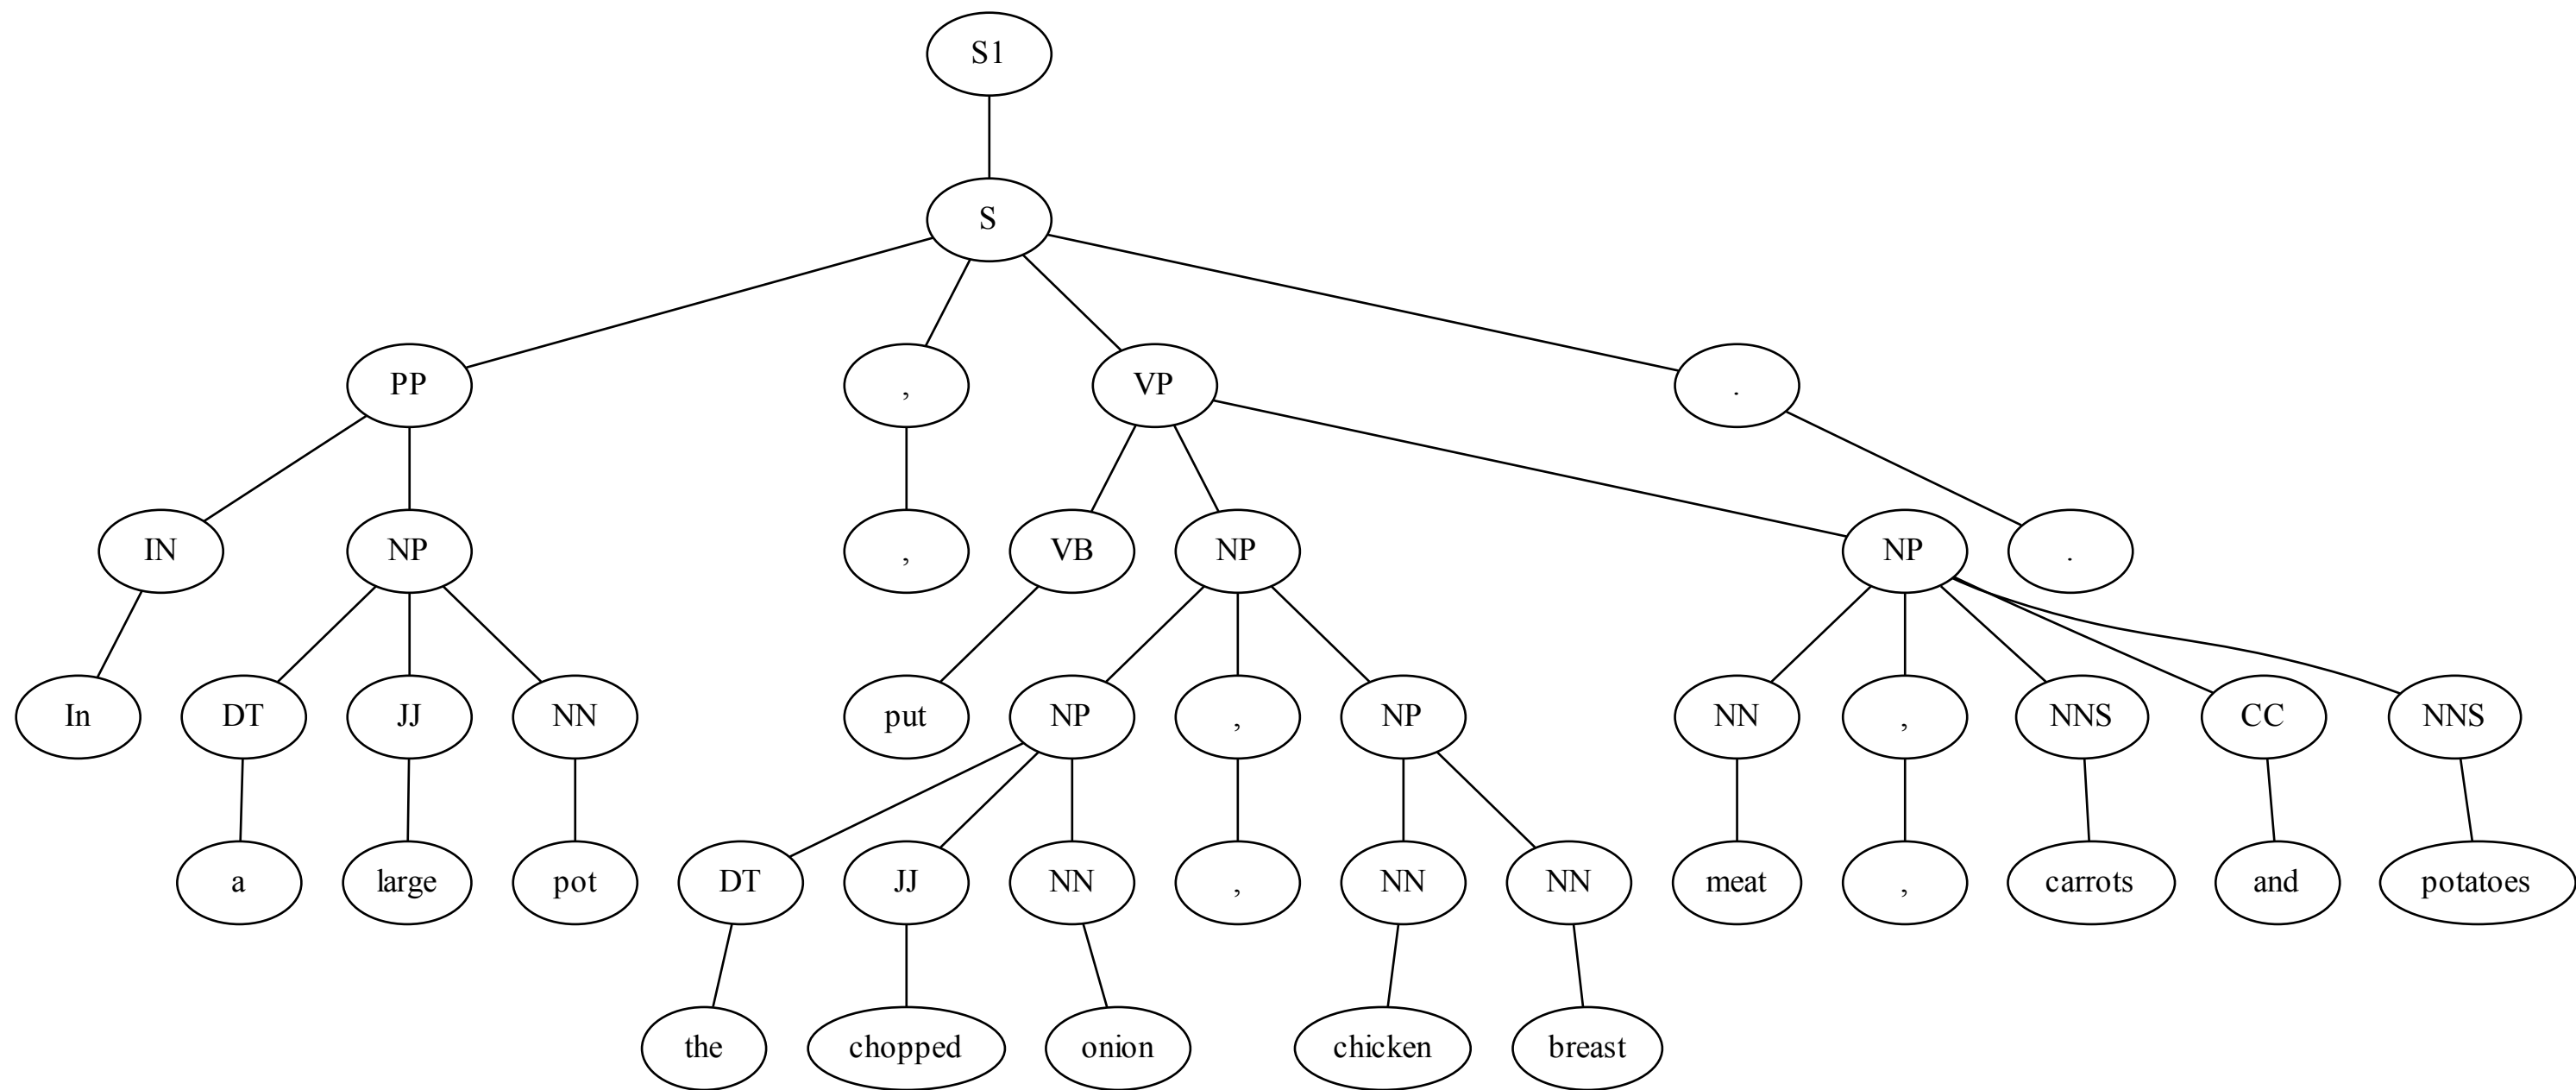 S1
S
PP , VP .
IN NP , VB NP NP .
In DT JJ NN put NP , NP NN , NNS CC NNS
a large pot DT JJ NN , NN NN meat , carrots and potatoes
the chopped onion chicken breast